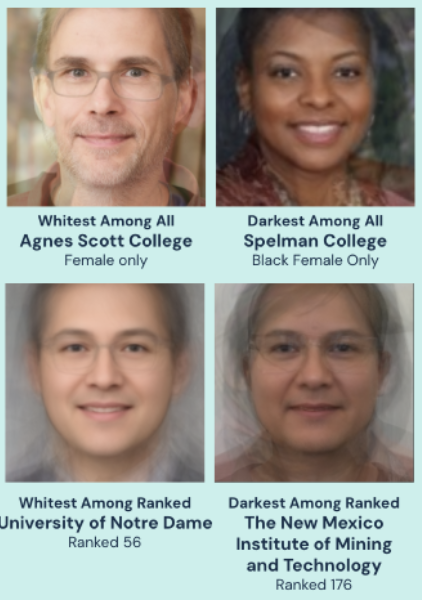 Whitest Among All
Agnes Scott College
Female only
Darkest Among All
Spelman College
Black Female Only
Whitest Among Ranked
University of Notre Dame
Ranked 56
Darkest Among Ranked
The New Mexico
Institute of Mining
and Technology
Ranked 176